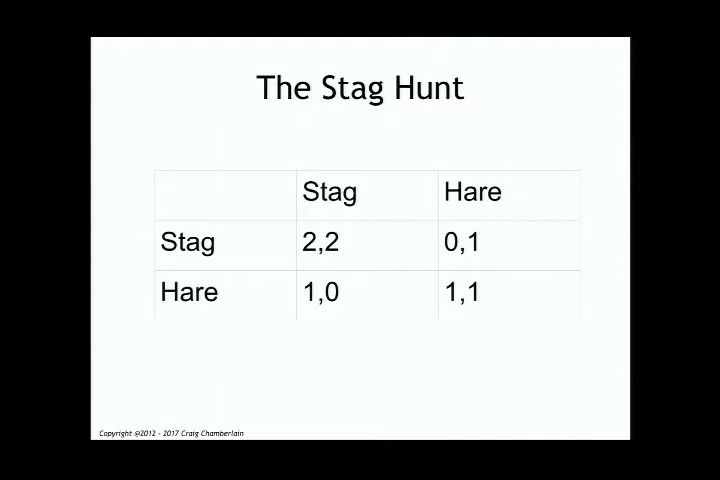 The Stag Hunt
Stag Hare
Stag 2,2 0,1
Hare 1,0 1,1
Copyright @2012 - 2017 Craig Chamberlain